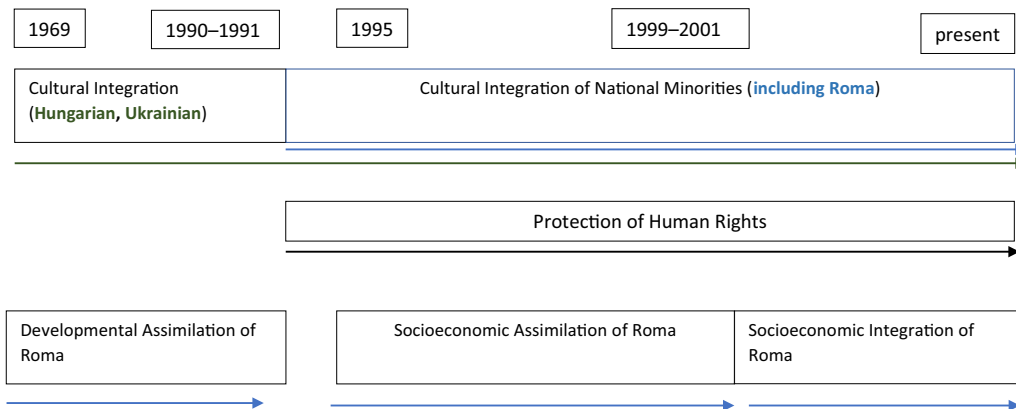 1969
1990–1991
1995
1999–2001
present
Cultural Integration
(Hungarian, Ukrainian)
Cultural Integration of National Minorities (including Roma)
Protection of Human Rights
Developmental Assimilation of
Roma
Socioeconomic Assimilation of Roma
Socioeconomic Integration of
Roma